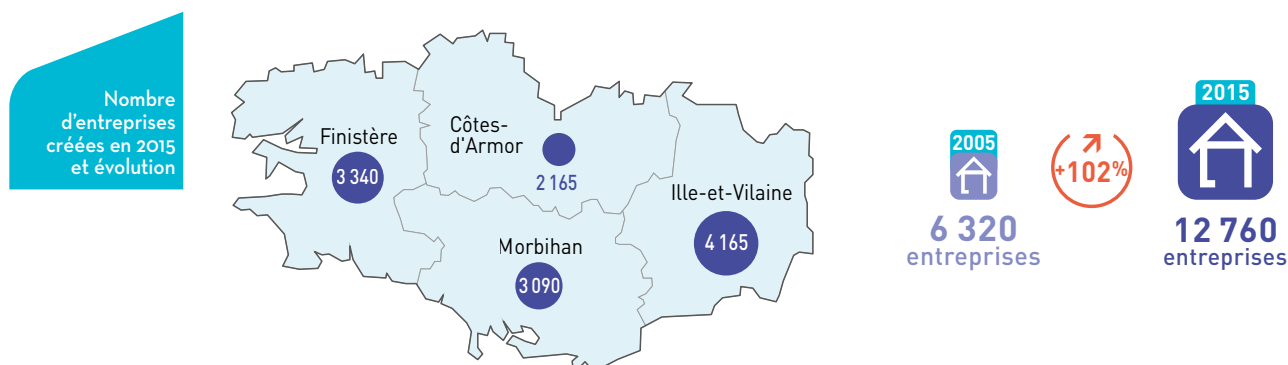 Nombre
d'entreprises
créées en 2015
et évolution
Finistère
3 340
Côtes-
d'Armor
2 165
Ille-et-Vilaine
4 165
Morbihan
3 090
2005
6 320
entreprises
+102%
2015
12 760
entreprises